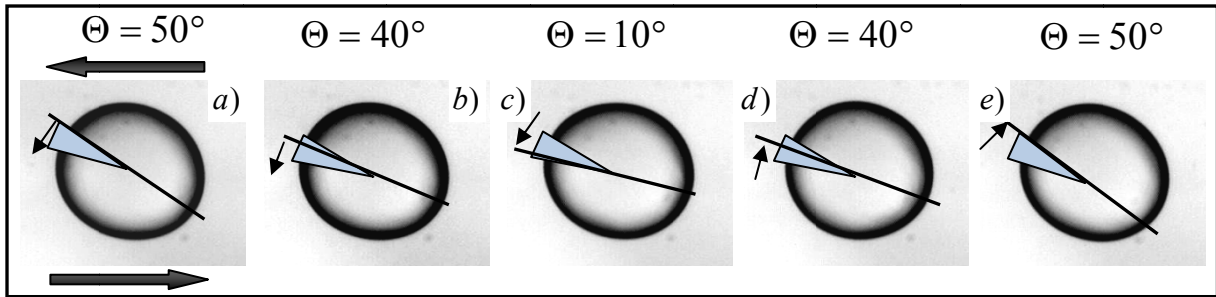 Θ = 50° Θ = 40° Θ = 10° Θ = 40° Θ = 50°
a) b) c) d) e)